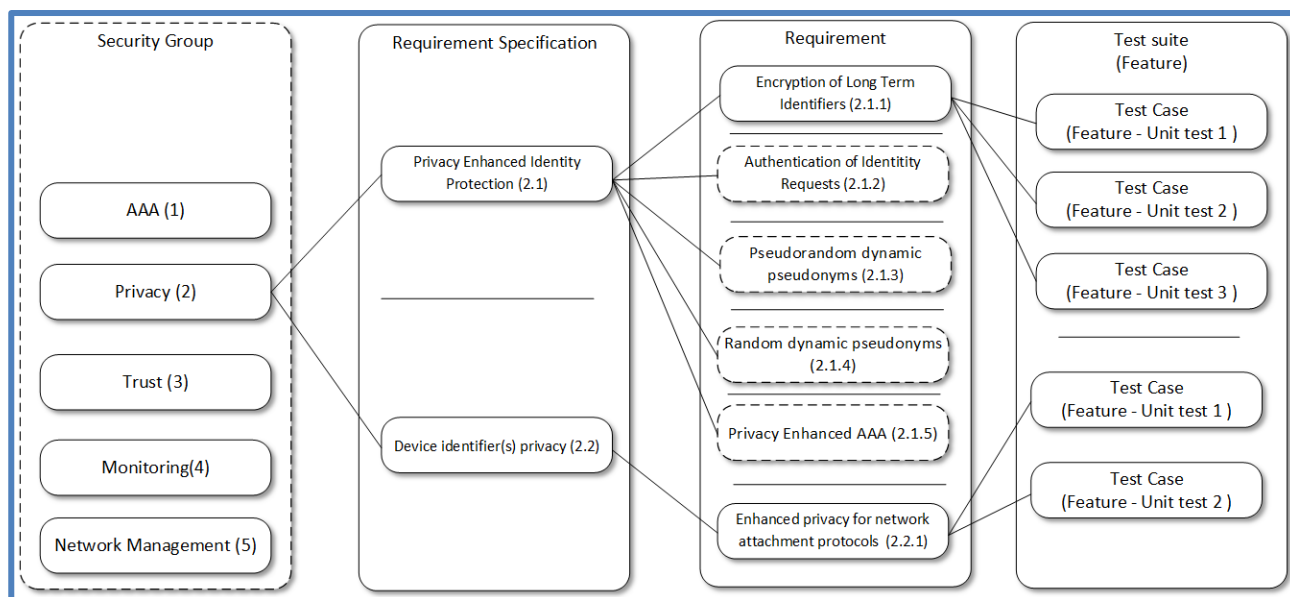 Security Group
AAA (1)
Privacy (2)
Trust (3)
Monitoring(4)
Network Management (5)
Requirement Specification
Privacy Enhanced Identity
Protection (2.1)
Device identifier(s) privacy (2.2)
Requirement
Encryption of Long Term
Identifiers (2.1.1)
Authentication of Identitity
Requests (2.1.2)
Pseudorandom dynamic
pseudonyms (2.1.3)
Random dynamic pseudonyms
(2.1.4)
Privacy Enhanced AAA (2.1.5)
Enhanced privacy for network
attachment protocols (2.2.1)
Test suite
(Feature)
Test Case
(Feature - Unit test 1 )
Test Case
(Feature - Unit test 2 )
Test Case
(Feature - Unit test 3 )
Test Case
(Feature - Unit test 1 )
Test Case
(Feature - Unit test 2 )